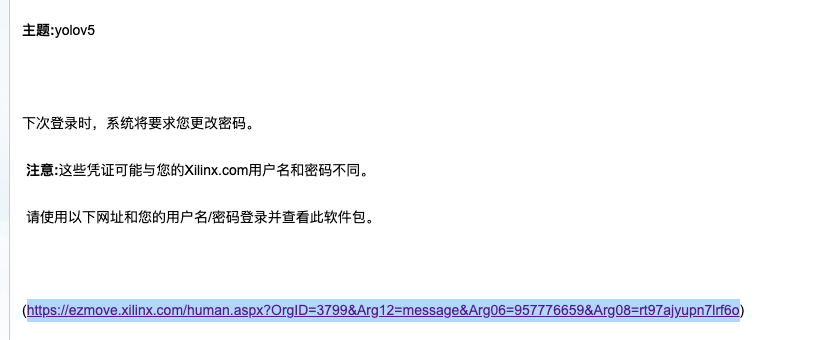 主题:yolov5
下次登录时，系统将要求您更改密码。
注意:这些凭证可能与您的Xilinx.com用户名和密码不同。
请使用以下网址和您的用户名/密码登录并查看此软件包。
(https://ezmove.xilinx.com/human.aspx?OrgID=3799&Arg12=message&Arg06=957776659&Arg08=rt97ajyupn7lrf6o)